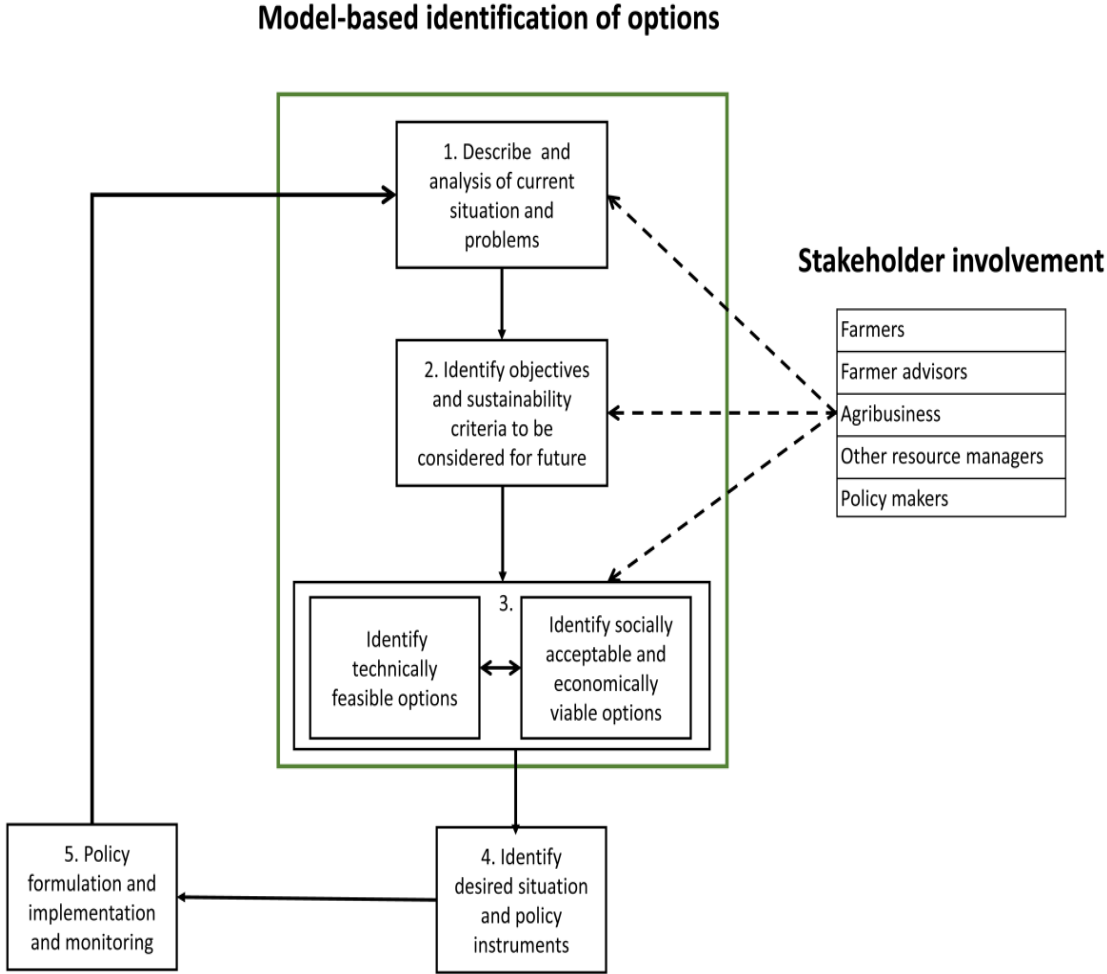 Model-based identification of options
1. Describe and
analysis of current
situation and
problems
Stakeholder involvement
Farmers
Farmer advisors
Agribusiness
Other resource managers
Policy makers
2. Identify objectives
and sustainability
criteria to be
considered for future
3.
Identify
technically
feasible options
Identify socially
acceptable and
economically
viable options
4. Identify
desired situation
and policy
instruments
5. Policy
formulation and
implementation
and monitoring